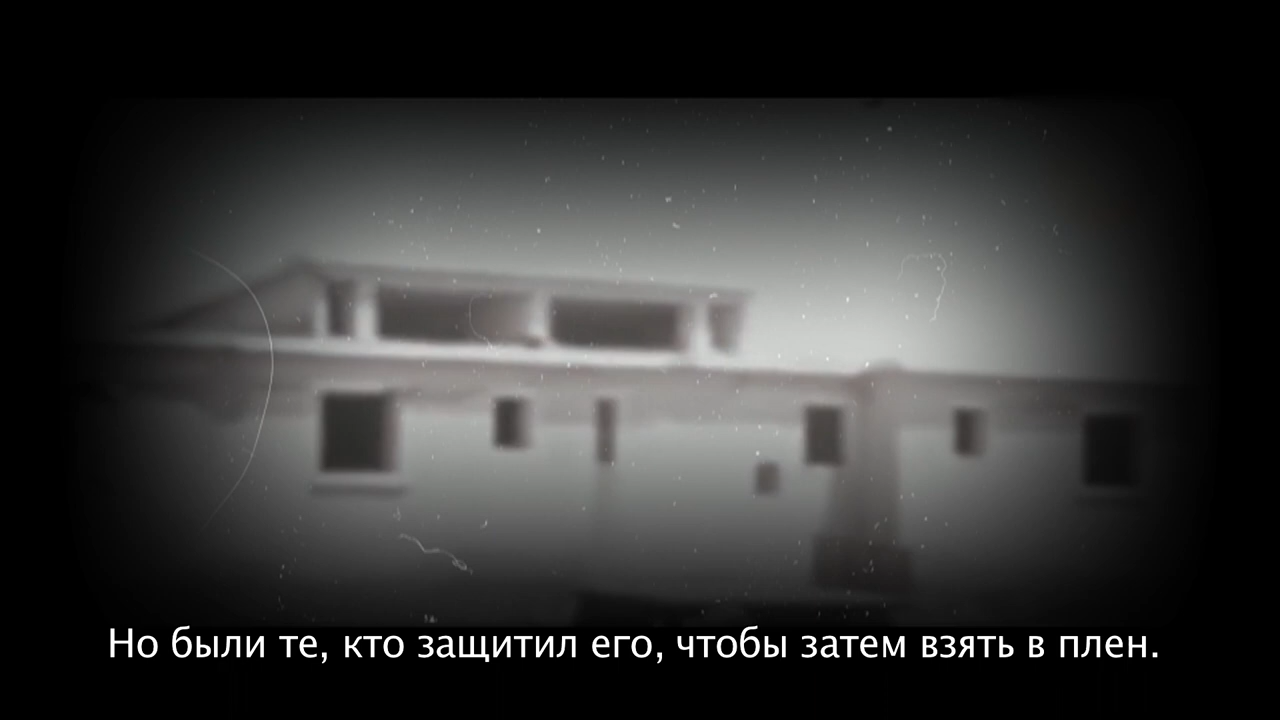 Но были те, кто защитил его, чтобы затем взять в плен.